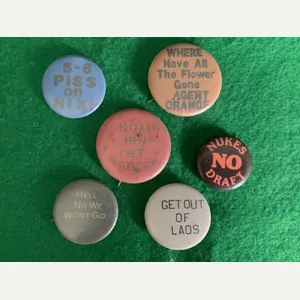 5-6
PISS
ON
NIX!
WHERE
Have All
The Flower
Gone
AGENT
ORANGE
NUKES
NO
DRAFT
HELL
NO WE
WONT GO
GET OUT
OF
LAOS